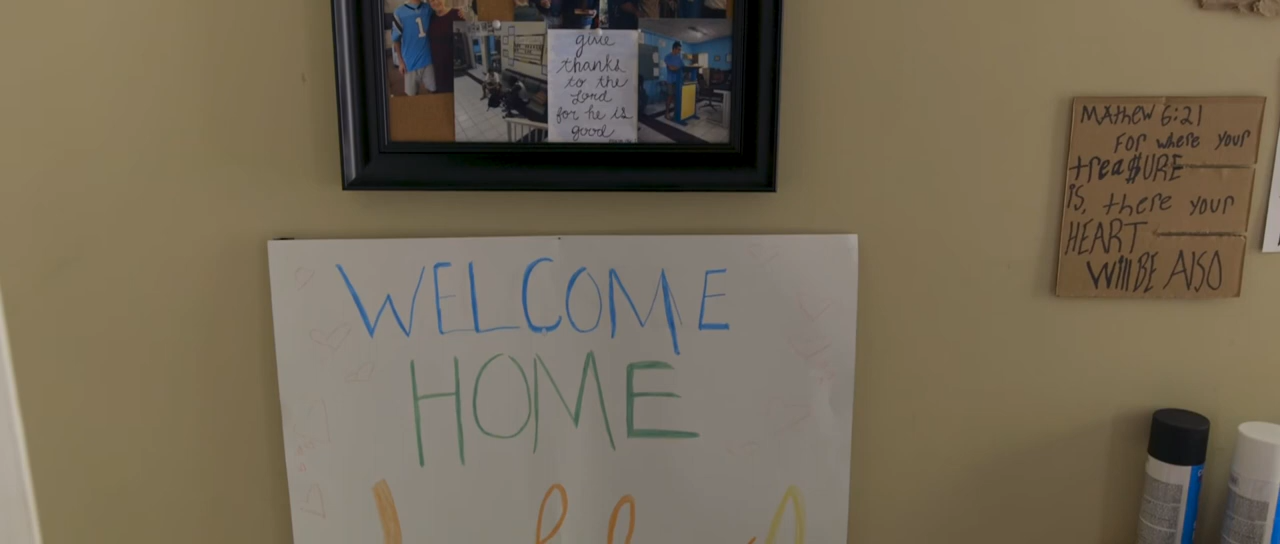 1
give
thanks
to the
Lord
for he is
good
WELCOME
HOME
MAthew 6:21
For where your
trea$URE
IS, there your
HEART
WIll BE AlSO